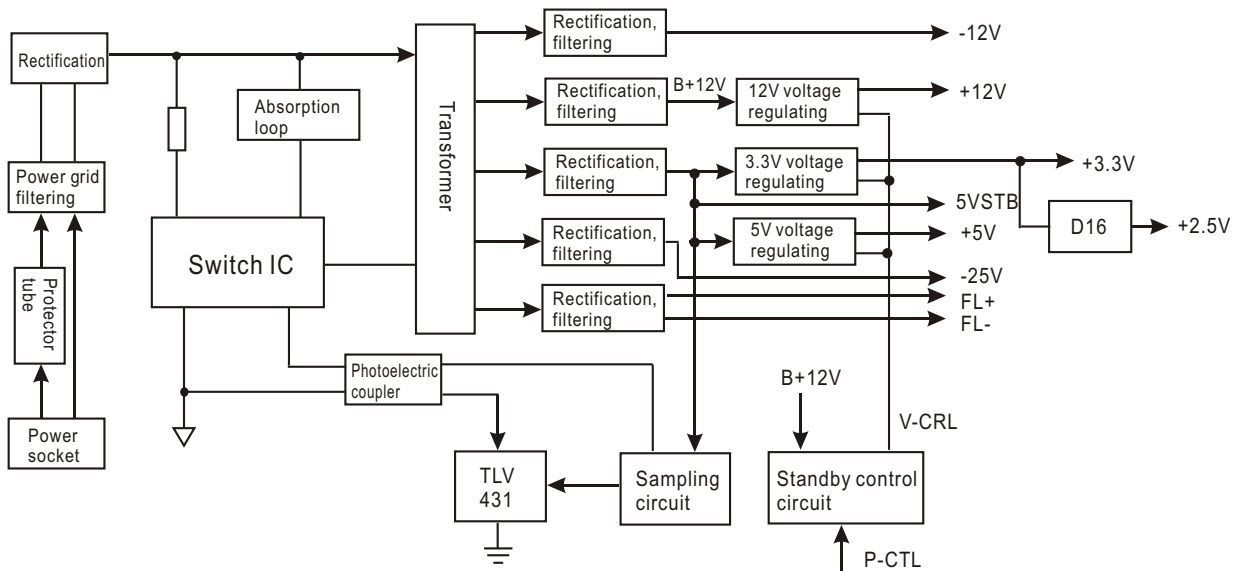 Rectification,
filtering
-12V
Rectification
Absorption
loop
Transformer
Rectification,
filtering
B+12V
12V voltage
regulating
+12V
Power grid
filtering
Rectification,
filtering
3.3V voltage
regulating
+3.3V
5VSTB
D16
+2.5V
Switch IC
Rectification,
filtering
5V voltage
regulating
+5V
-25V
Protector
tube
Rectification,
filtering
FL+
FL-
Photoelectric
coupler
B+12V
V-CRL
Power
socket
TLV
431
Sampling
circuit
Standby control
circuit
P-CTL